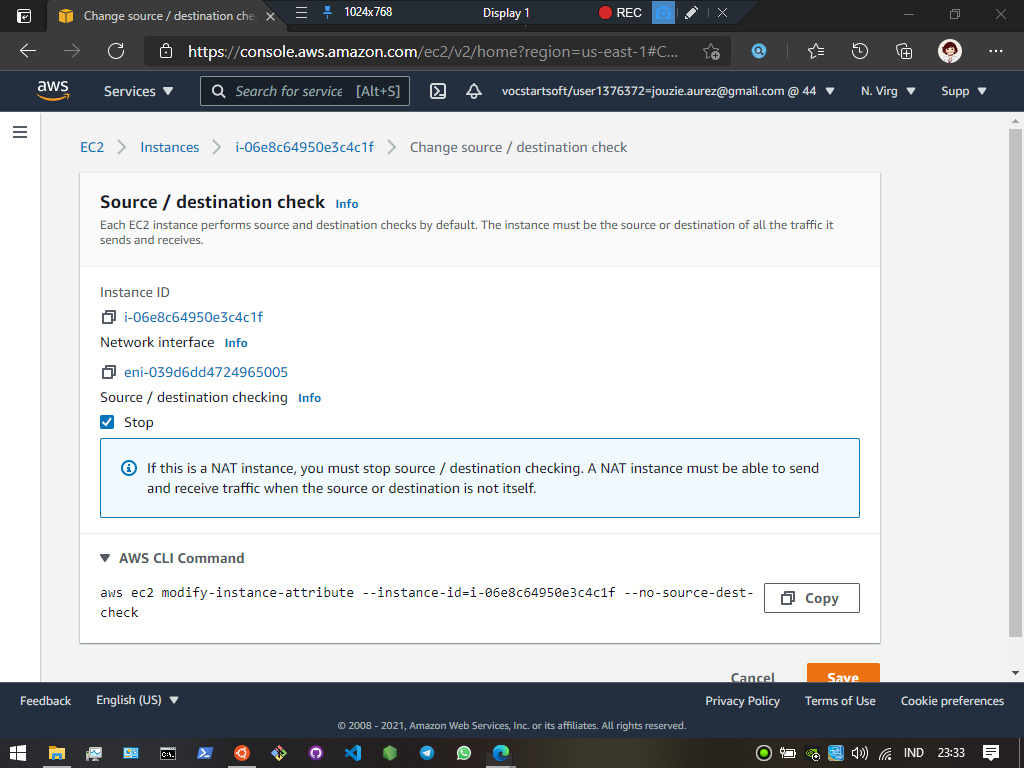 Change source / destination che
1024x768
Display 1
REC
https://console.aws.amazon.com/ec2/v2/home?region=us-east-1#C...
aws
Services
Search for service
[Alt+S]
vocstartsoft/user1376372=jouzie.aurez@gmail.com @ 44
N. Virg
Supp
EC2
Instances
i-06e8c64950e3c4c1f
Change source / destination check
Source / destination check Info
Each EC2 instance performs source and destination checks by default. The instance must be the source or destination of all the traffic it
sends and receives.
Instance ID
i-06e8c64950e3c4c1f
Network interface Info
eni-039d6dd4724965005
Source / destination checking Info
Stop
If this is a NAT instance, you must stop source / destination checking. A NAT instance must be able to send
and receive traffic when the source or destination is not itself.
AWS CLI Command
aws ec2 modify-instance-attribute --instance-id=i-06e8c64950e3c4c1f --no-source-dest-
check
Copy
Cancel
Save
Feedback
English (US)
Privacy Policy
Terms of Use
Cookie preferences
© 2008 - 2021, Amazon Web Services, Inc. or its affiliates. All rights reserved.
IND
23:33